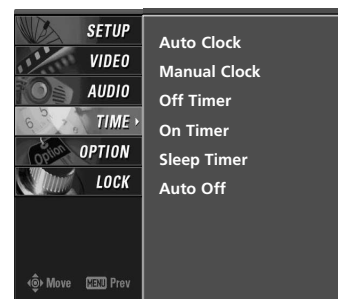 SETUP
VIDEO
AUDIO
TIME
OPTION
LOCK
Move MENU Prev
Auto Clock
Manual Clock
Off Timer
On Timer
Sleep Timer
Auto Off